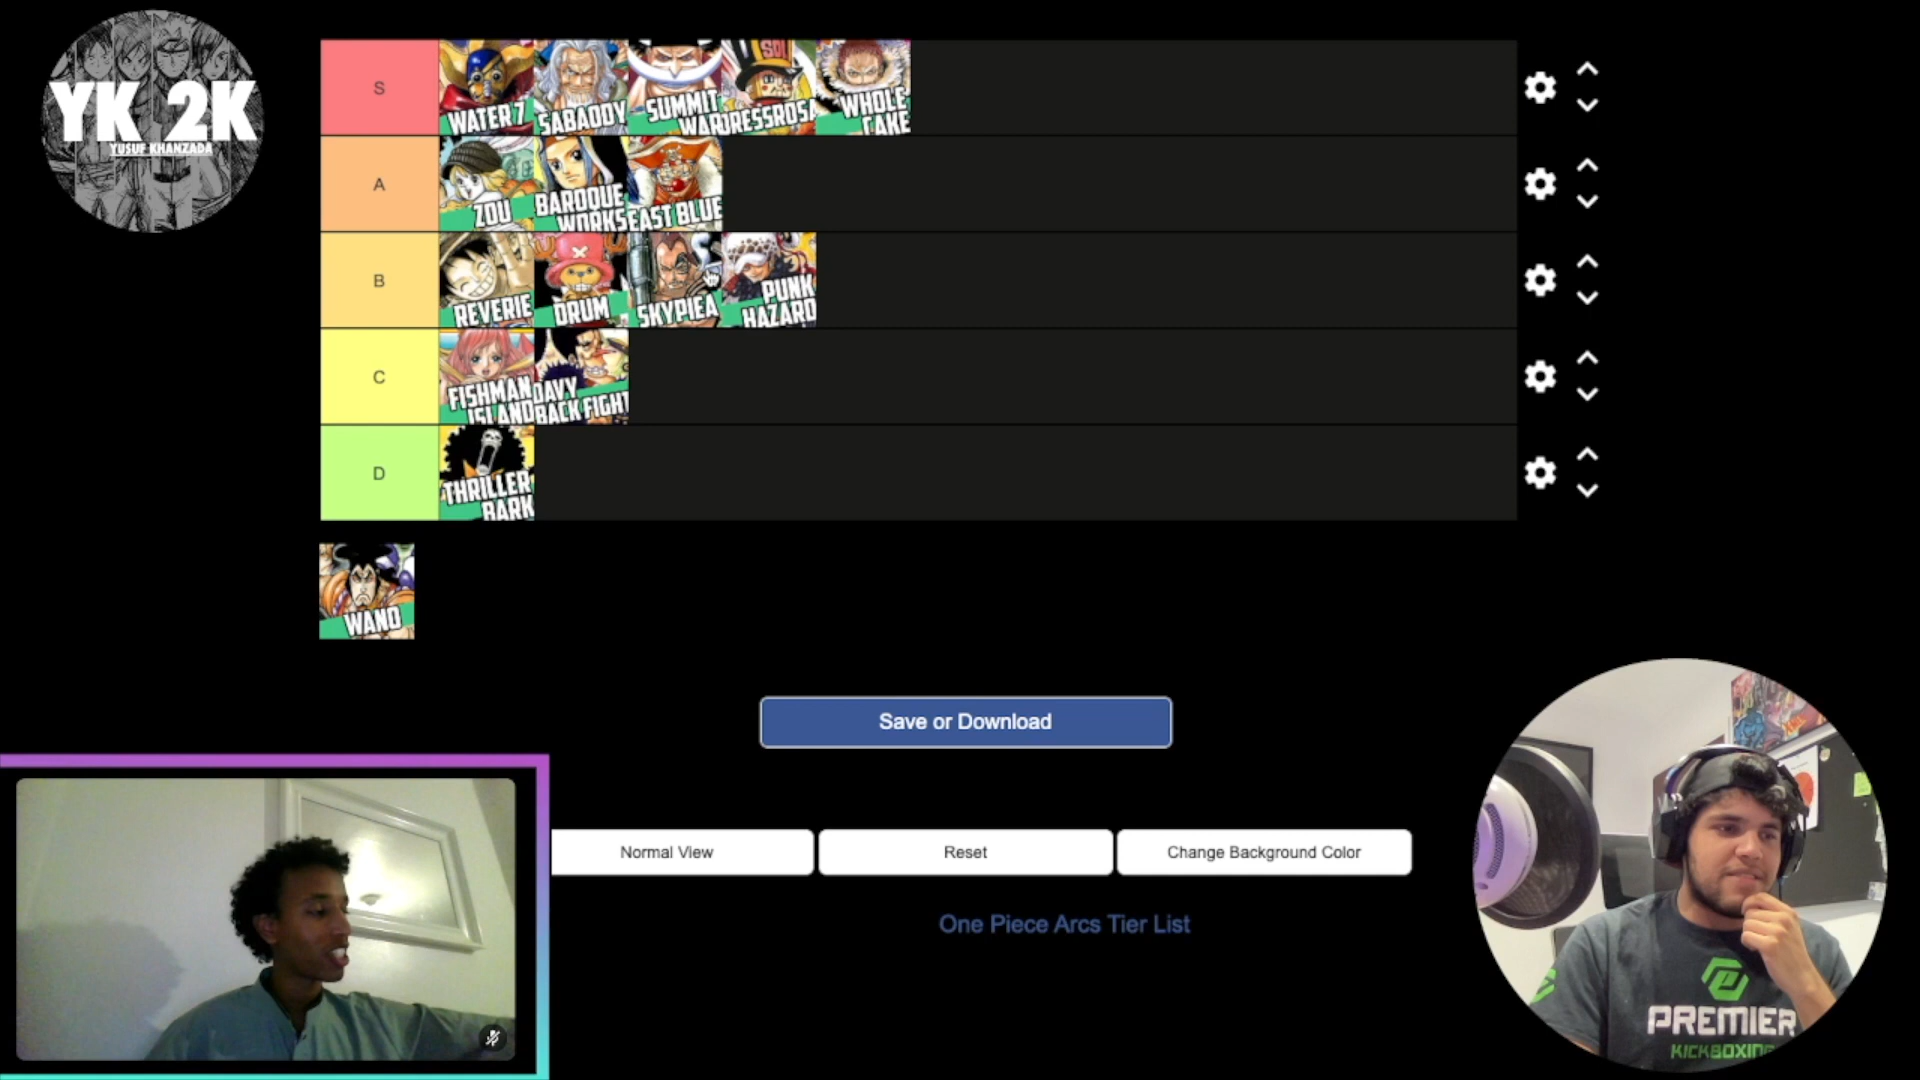 YK 2K
YUSUF KHANZADA
S
WATER 7
SABAODY
SUMMIT
WAR
DRESSROSA
SOL
WHOLE
CAKE
A
ZOU
BAROQUE
WORKS
EAST BLUE
B
REVERIE
DRUM
SKYPIEA
PUNK
HAZARD
C
FISHMAN
ISLAND
DAVY
BACK FIGHT
D
THRILLER
BARK
WANO
Save or Download
Normal View
Reset
Change Background Color
One Piece Arcs Tier List
PREMIER
KICKBOXING